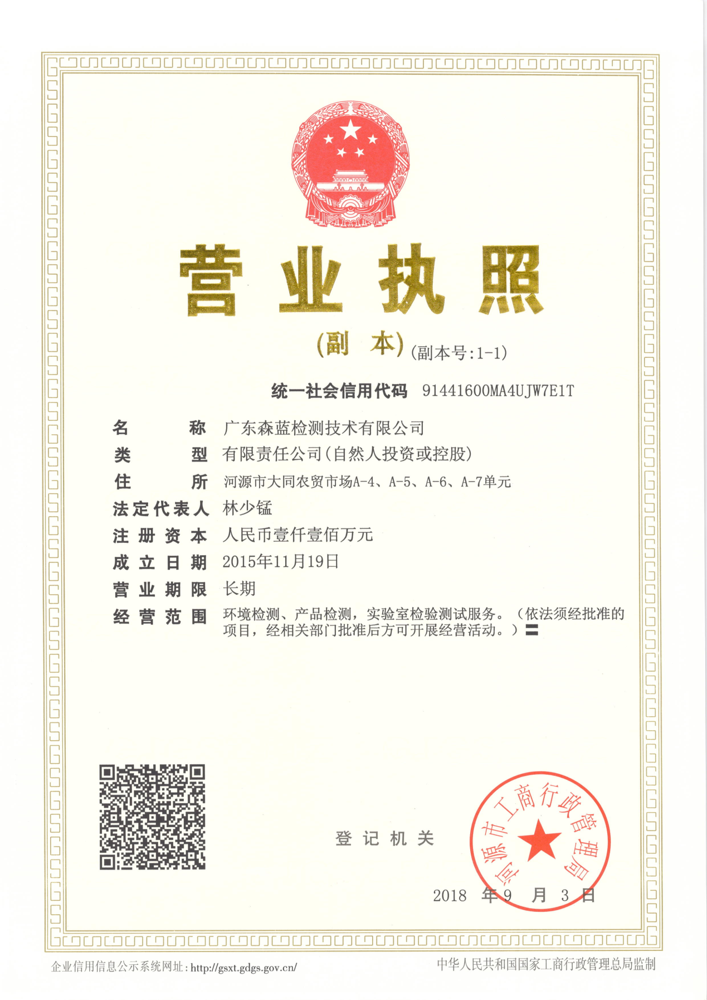 营业执照
(副 本) (副本号:1-1)
统一社会信用代码 91441600MA4UJW7E1T
名 称 广东森蓝检测技术有限公司
类 型 有限责任公司(自然人投资或控股)
住 所 河源市大同农贸市场A-4、A-5、A-6、A-7单元
法定代表人 林少锰
注册资本 人民币壹仟壹佰万元
成立日期 2015年11月19日
营业期限 长期
经营范围 环境检测、产品检测，实验室检验测试服务。（依法须经批准的
项目，经相关部门批准后方可开展经营活动。）〓
登记机关
河源市工商行政管理局
2018 年 9 月 3 日
企业信用信息公示系统网址：http://gsxt.gdgs.gov.cn/
中华人民共和国国家工商行政管理总局监制